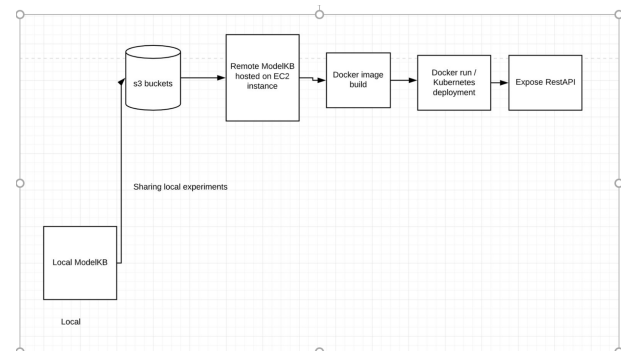 s3 buckets
Remote ModelKB
hosted on EC2
instance
Docker image
build
Docker run /
Kubernetes
deployment
Expose RestAPI
Sharing local experiments
Local ModelKB
Local